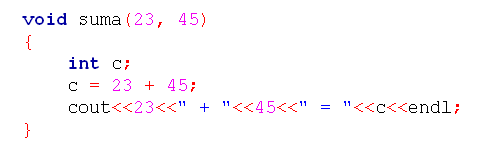 void suma(23, 45)
{
int c;
c = 23 + 45;
cout<<23<<" + "<<45<<" = "<<c<<endl;
}